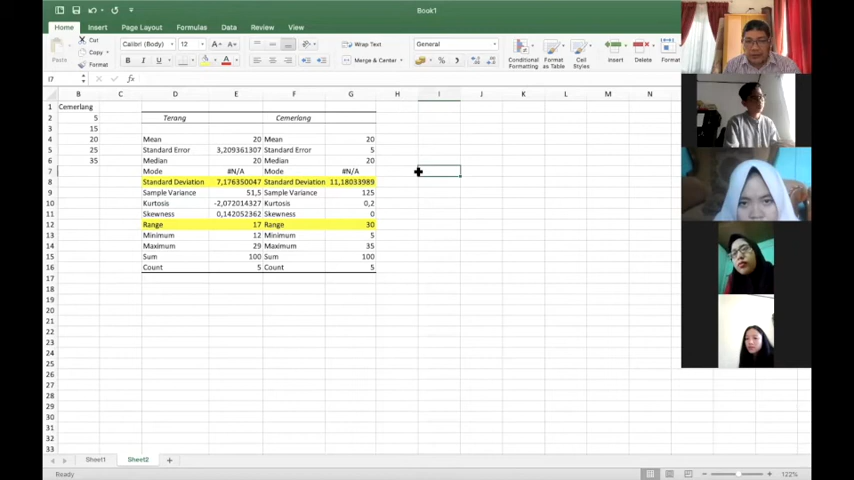 Book1
Home Insert Page Layout Formulas Data Review View
Paste
Cut
Copy
Format
Calibri (Body) 12 A A
B I U A
Wrap Text
Merge & Center
General
%
Conditional Formatting
Format as Table
Cell Styles
Insert
Delete
Format
I7 fx
B C D E F G H I J K L M N
1 Cemerlang
2 5 Terang Cemerlang
3 15
4 20 Mean 20 Mean 20
5 25 Standard Error 3,209361307 Standard Error 5
6 35 Median 20 Median 20
7 Mode #N/A Mode #N/A
8 Standard Deviation 7,176350047 Standard Deviation 11,18033989
9 Sample Variance 51,5 Sample Variance 125
10 Kurtosis -2,072014327 Kurtosis 0,2
11 Skewness 0,142052362 Skewness 0
12 Range 17 Range 30
13 Minimum 12 Minimum 5
14 Maximum 29 Maximum 35
15 Sum 100 Sum 100
16 Count 5 Count 5
17
18
19
20
21
22
23
24
25
26
27
28
29
30
31
32
33
Sheet1 Sheet2 +
Ready
122%